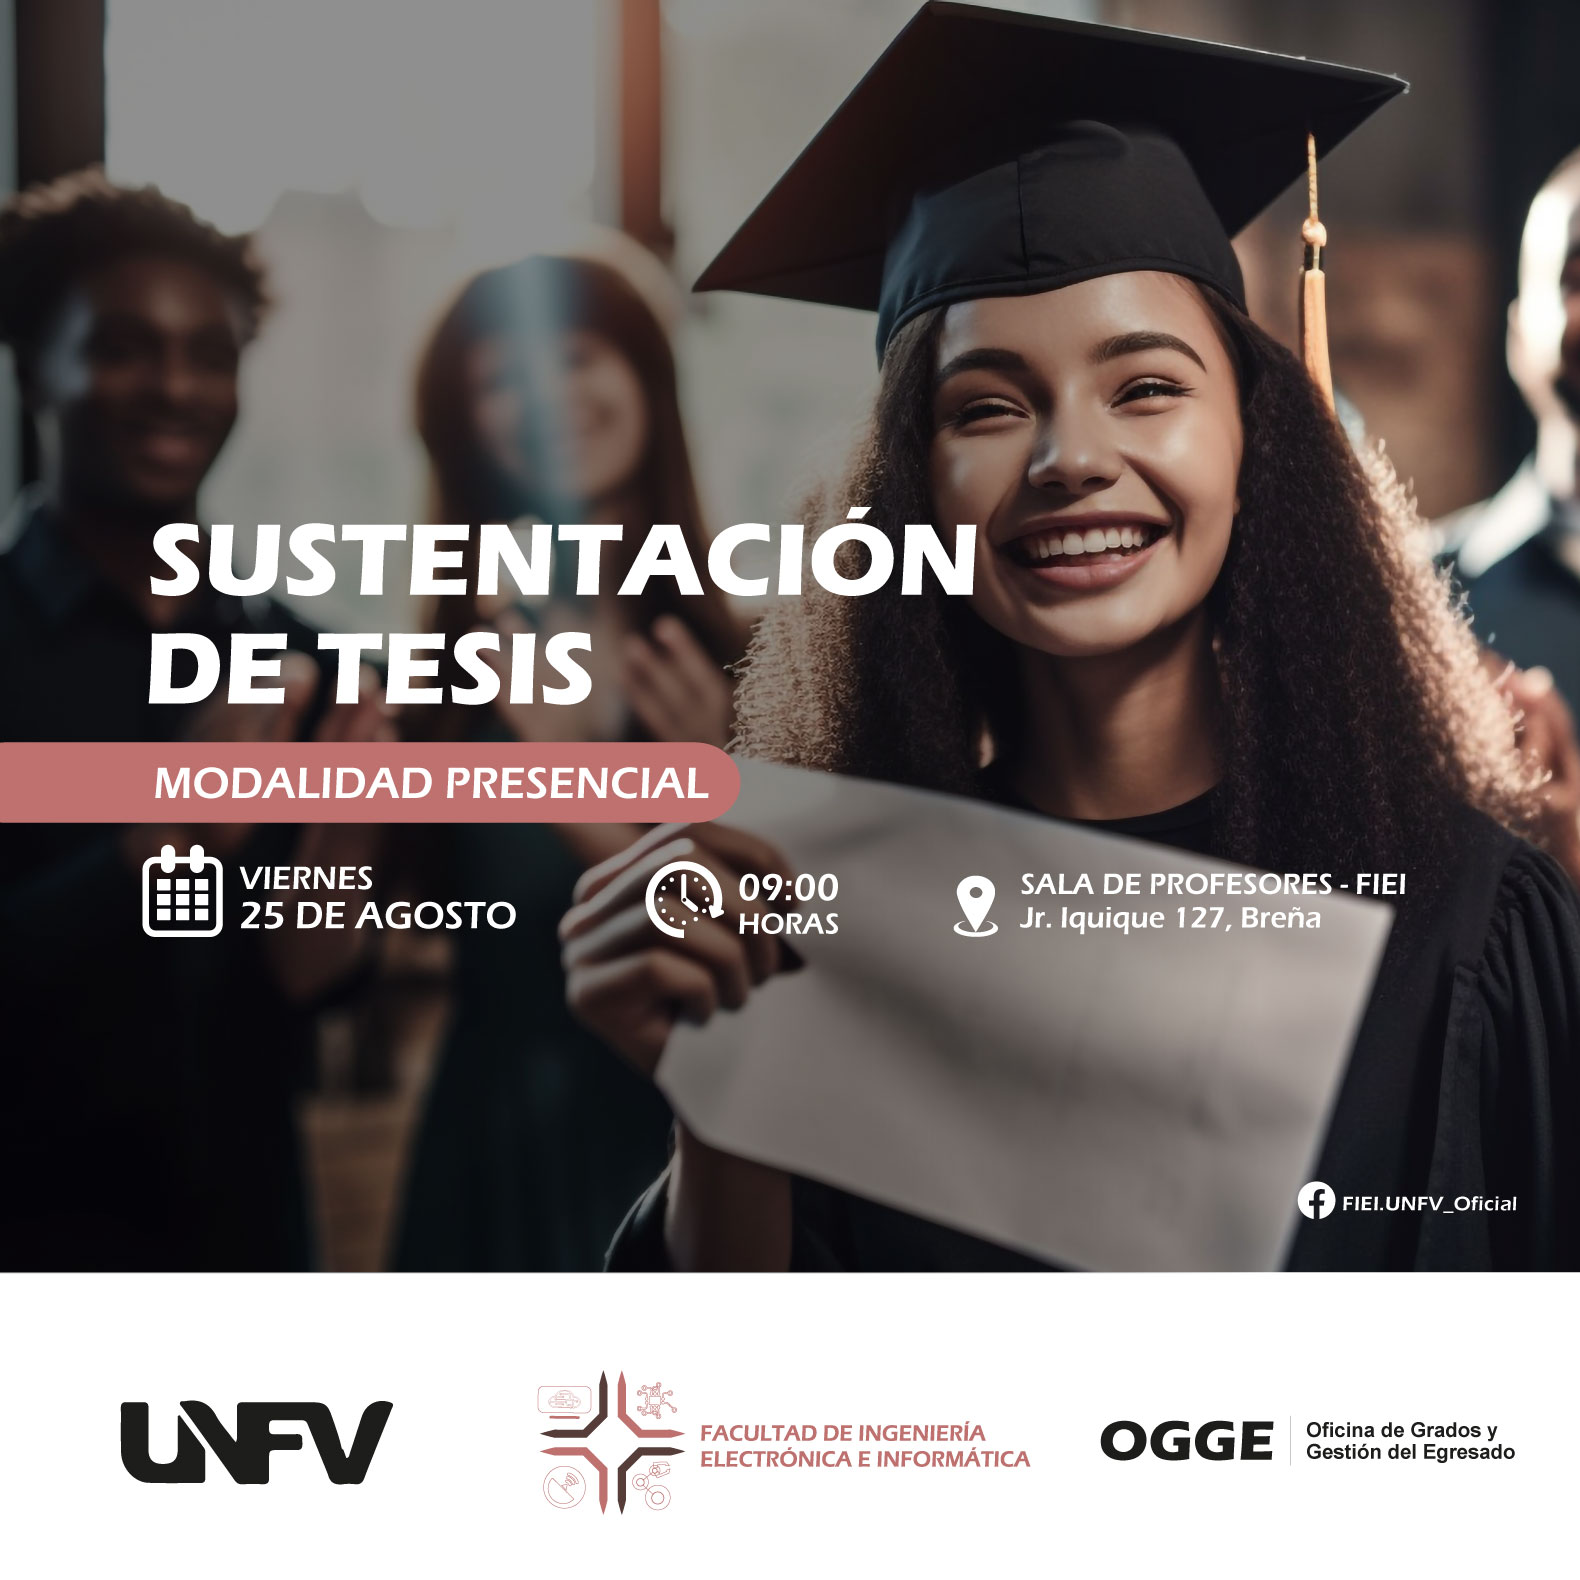 SUSTENTACIÓN
DE TESIS
MODALIDAD PRESENCIAL
VIERNES
25 DE AGOSTO
09:00
HORAS
SALA DE PROFESORES - FIEI
Jr. Iquique 127, Breña
FIEI.UNFV_Oficial
UNFV
FACULTAD DE INGENIERÍA
ELECTRÓNICA E INFORMÁTICA
OGGE
Oficina de Grados y
Gestión del Egresado